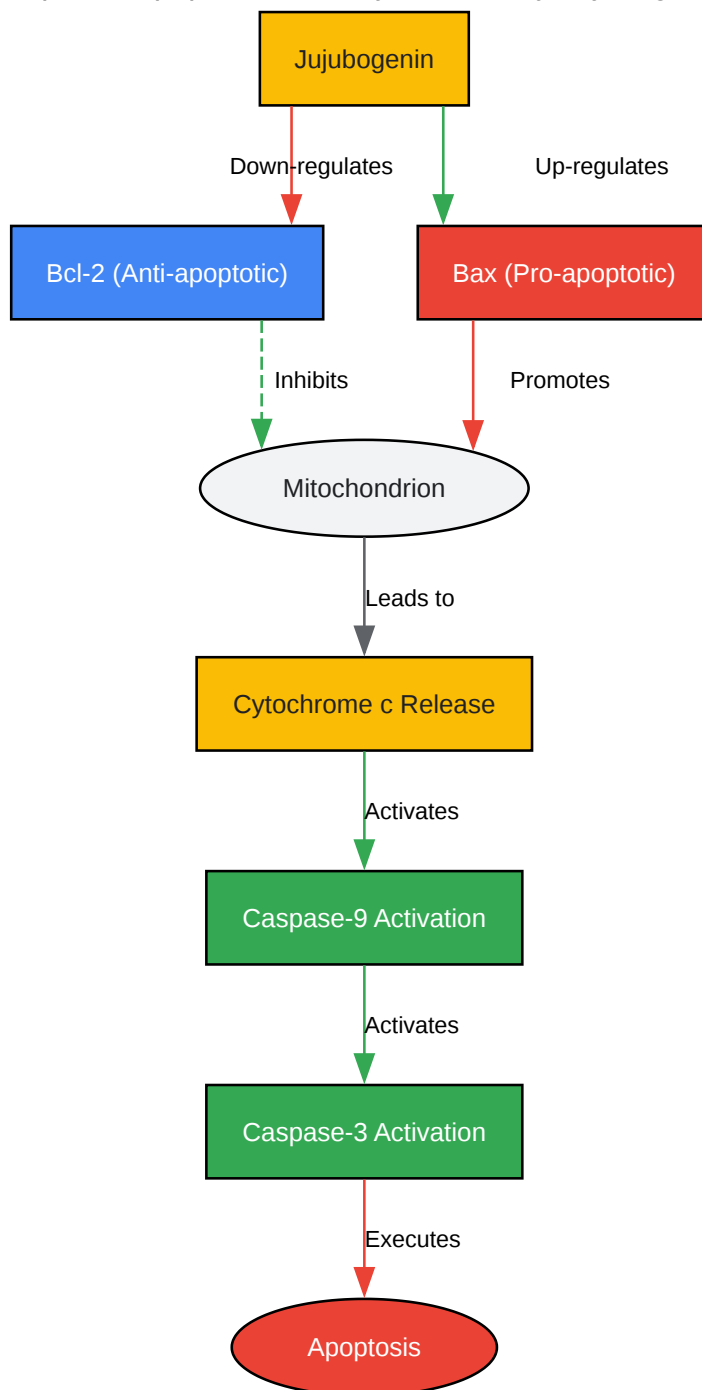 Jujubogenin
Down-regulates
Up-regulates
Bcl-2 (Anti-apoptotic)
Bax (Pro-apoptotic)
Inhibits
Promotes
Mitochondrion
Leads to
Cytochrome c Release
Activates
Caspase-9 Activation
Activates
Caspase-3 Activation
Executes
Apoptosis